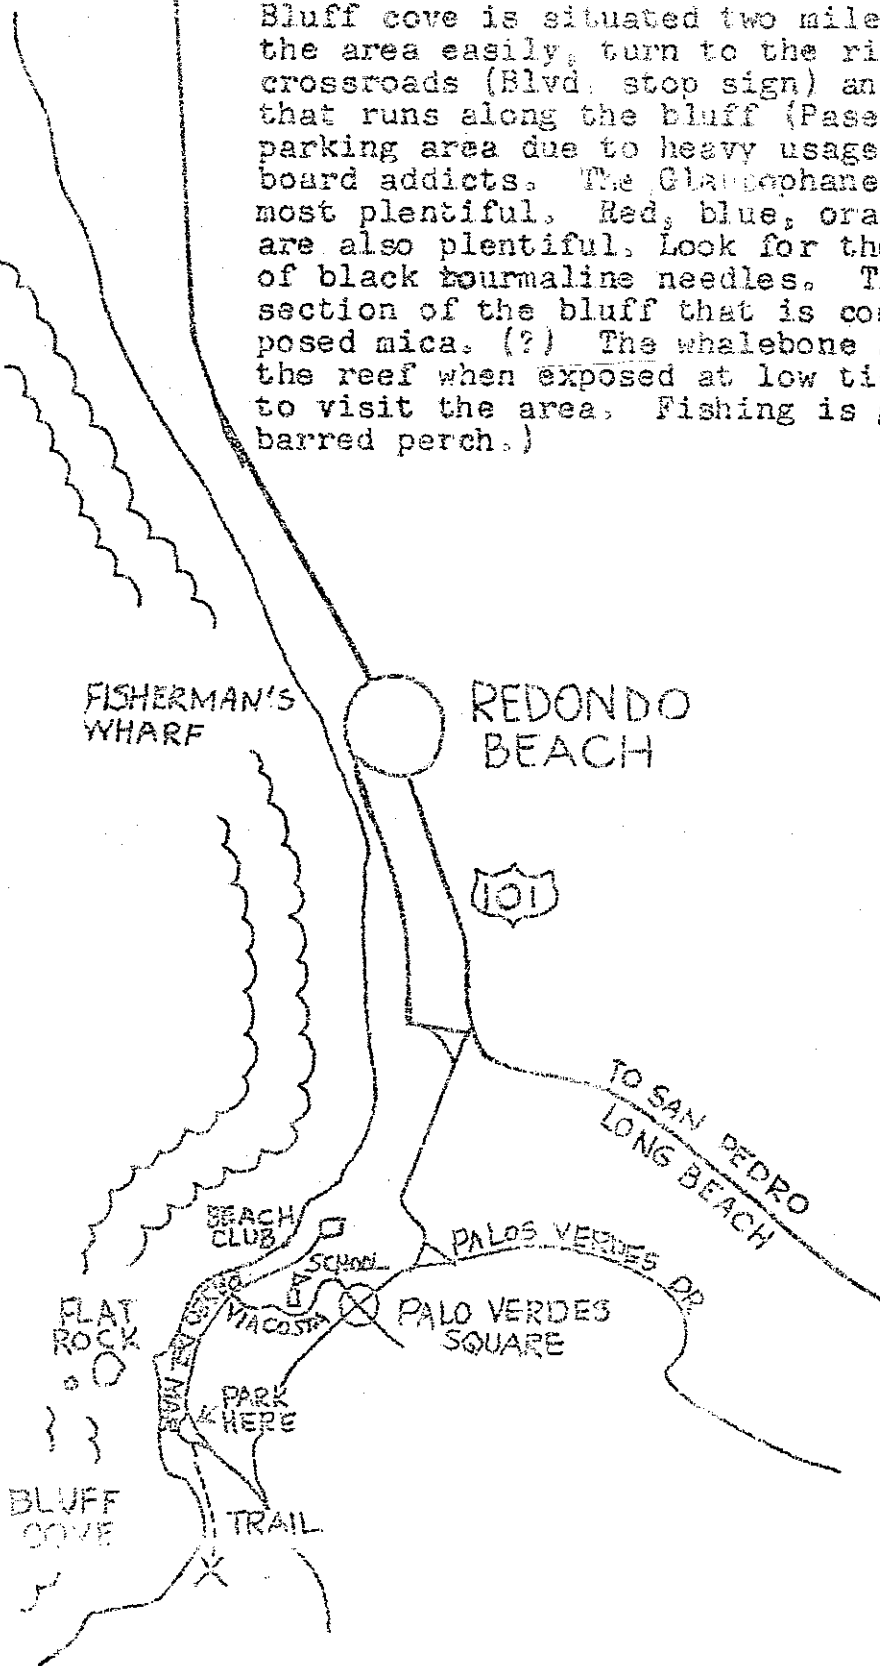 Bluff cove is situated two mile
the area easily, turn to the ri
crossroads (Blvd. stop sign) an
that runs along the bluff (Pase
parking area due to heavy usage
board addicts. The Glaucophane
most plentiful. Red, blue, ora
are also plentiful. Look for the
of black tourmaline needles. T
section of the bluff that is co
posed mica. (?) The whalebone
the reef when exposed at low ti
to visit the area. Fishing is g
barred perch.)
FISHERMAN'S
WHARF
REDONDO
BEACH
101
TO SAN PEDRO
LONG BEACH
BEACH
CLUB
SCHOOL
PALOS VERDES DR.
VIA COSTA
PALO VERDES
SQUARE
FLAT
ROCK
DEL MAR
PARK
HERE
BLUFF
COVE
TRAIL
X